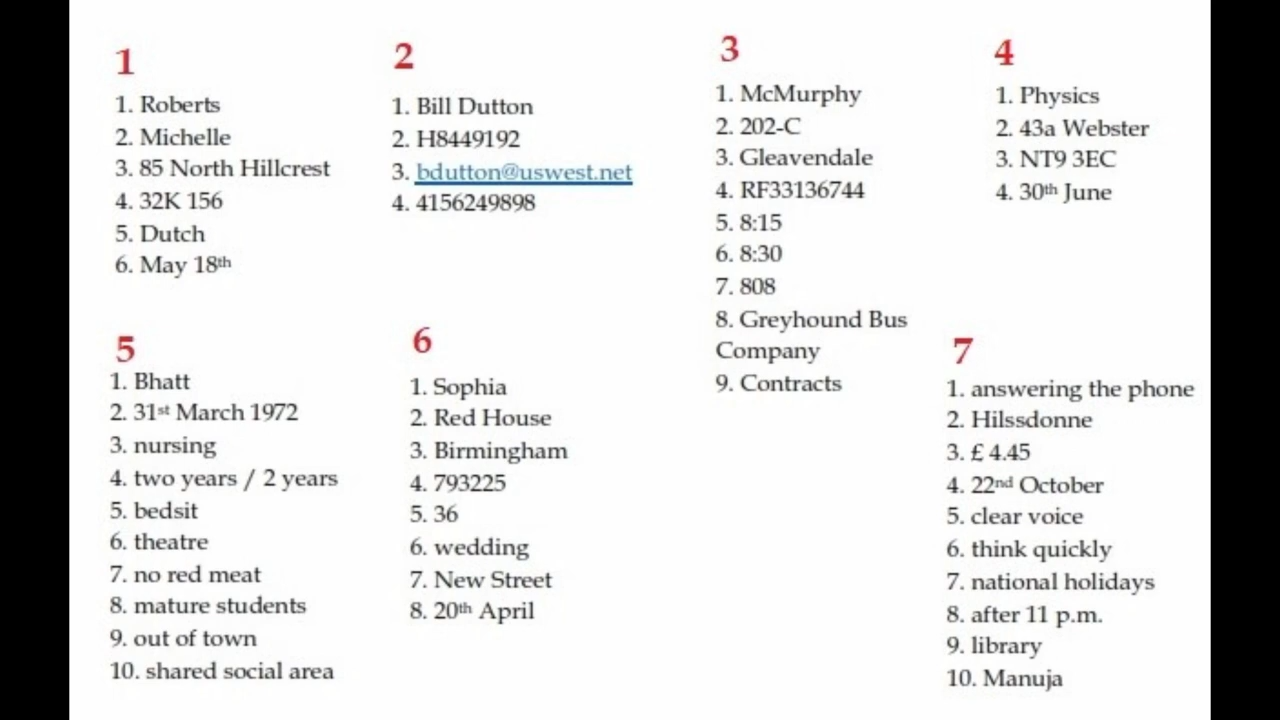 1
1. Roberts
2. Michelle
3. 85 North Hillcrest
4. 32K 156
5. Dutch
6. May 18th
2
1. Bill Dutton
2. H8449192
3. bdutton@uswest.net
4. 4156249898
3
1. McMurphy
2. 202-C
3. Gleavendale
4. RF33136744
5. 8:15
6. 8:30
7. 808
8. Greyhound Bus
Company
9. Contracts
4
1. Physics
2. 43a Webster
3. NT9 3EC
4. 30th June
5
1. Bhatt
2. 31st March 1972
3. nursing
4. two years / 2 years
5. bedsit
6. theatre
7. no red meat
8. mature students
9. out of town
10. shared social area
6
1. Sophia
2. Red House
3. Birmingham
4. 793225
5. 36
6. wedding
7. New Street
8. 20th April
7
1. answering the phone
2. Hilssdonne
3. £ 4.45
4. 22nd October
5. clear voice
6. think quickly
7. national holidays
8. after 11 p.m.
9. library
10. Manuja